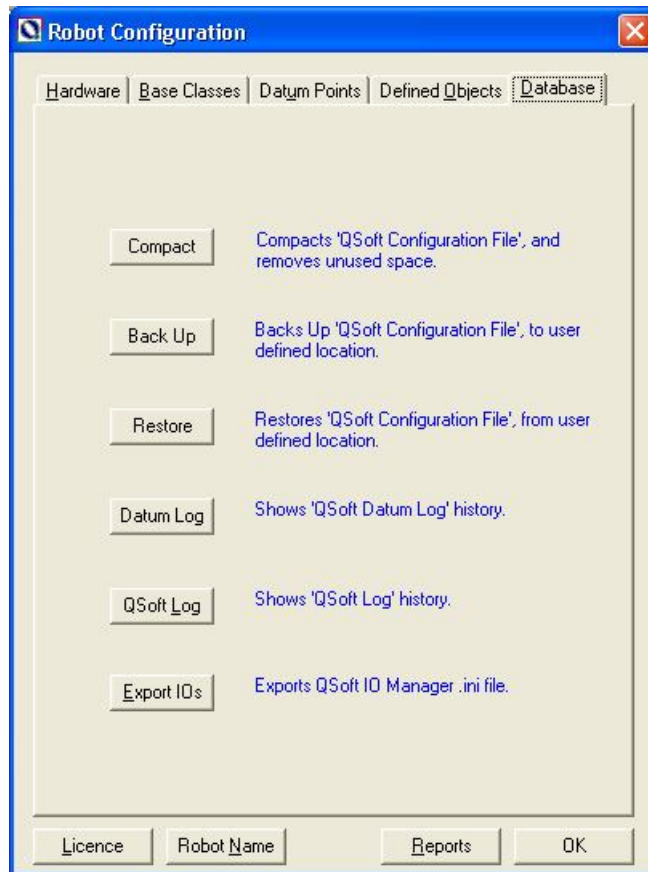 Robot Configuration
Hardware Base Classes Datum Points Defined Objects Database
Compact
Compacts 'QSoft Configuration File', and
removes unused space.
Back Up
Backs Up 'QSoft Configuration File', to user
defined location.
Restore
Restores 'QSoft Configuration File', from user
defined location.
Datum Log
Shows 'QSoft Datum Log' history.
QSoft Log
Shows 'QSoft Log' history.
Export IOs
Exports QSoft IO Manager .ini file.
Licence Robot Name Reports OK